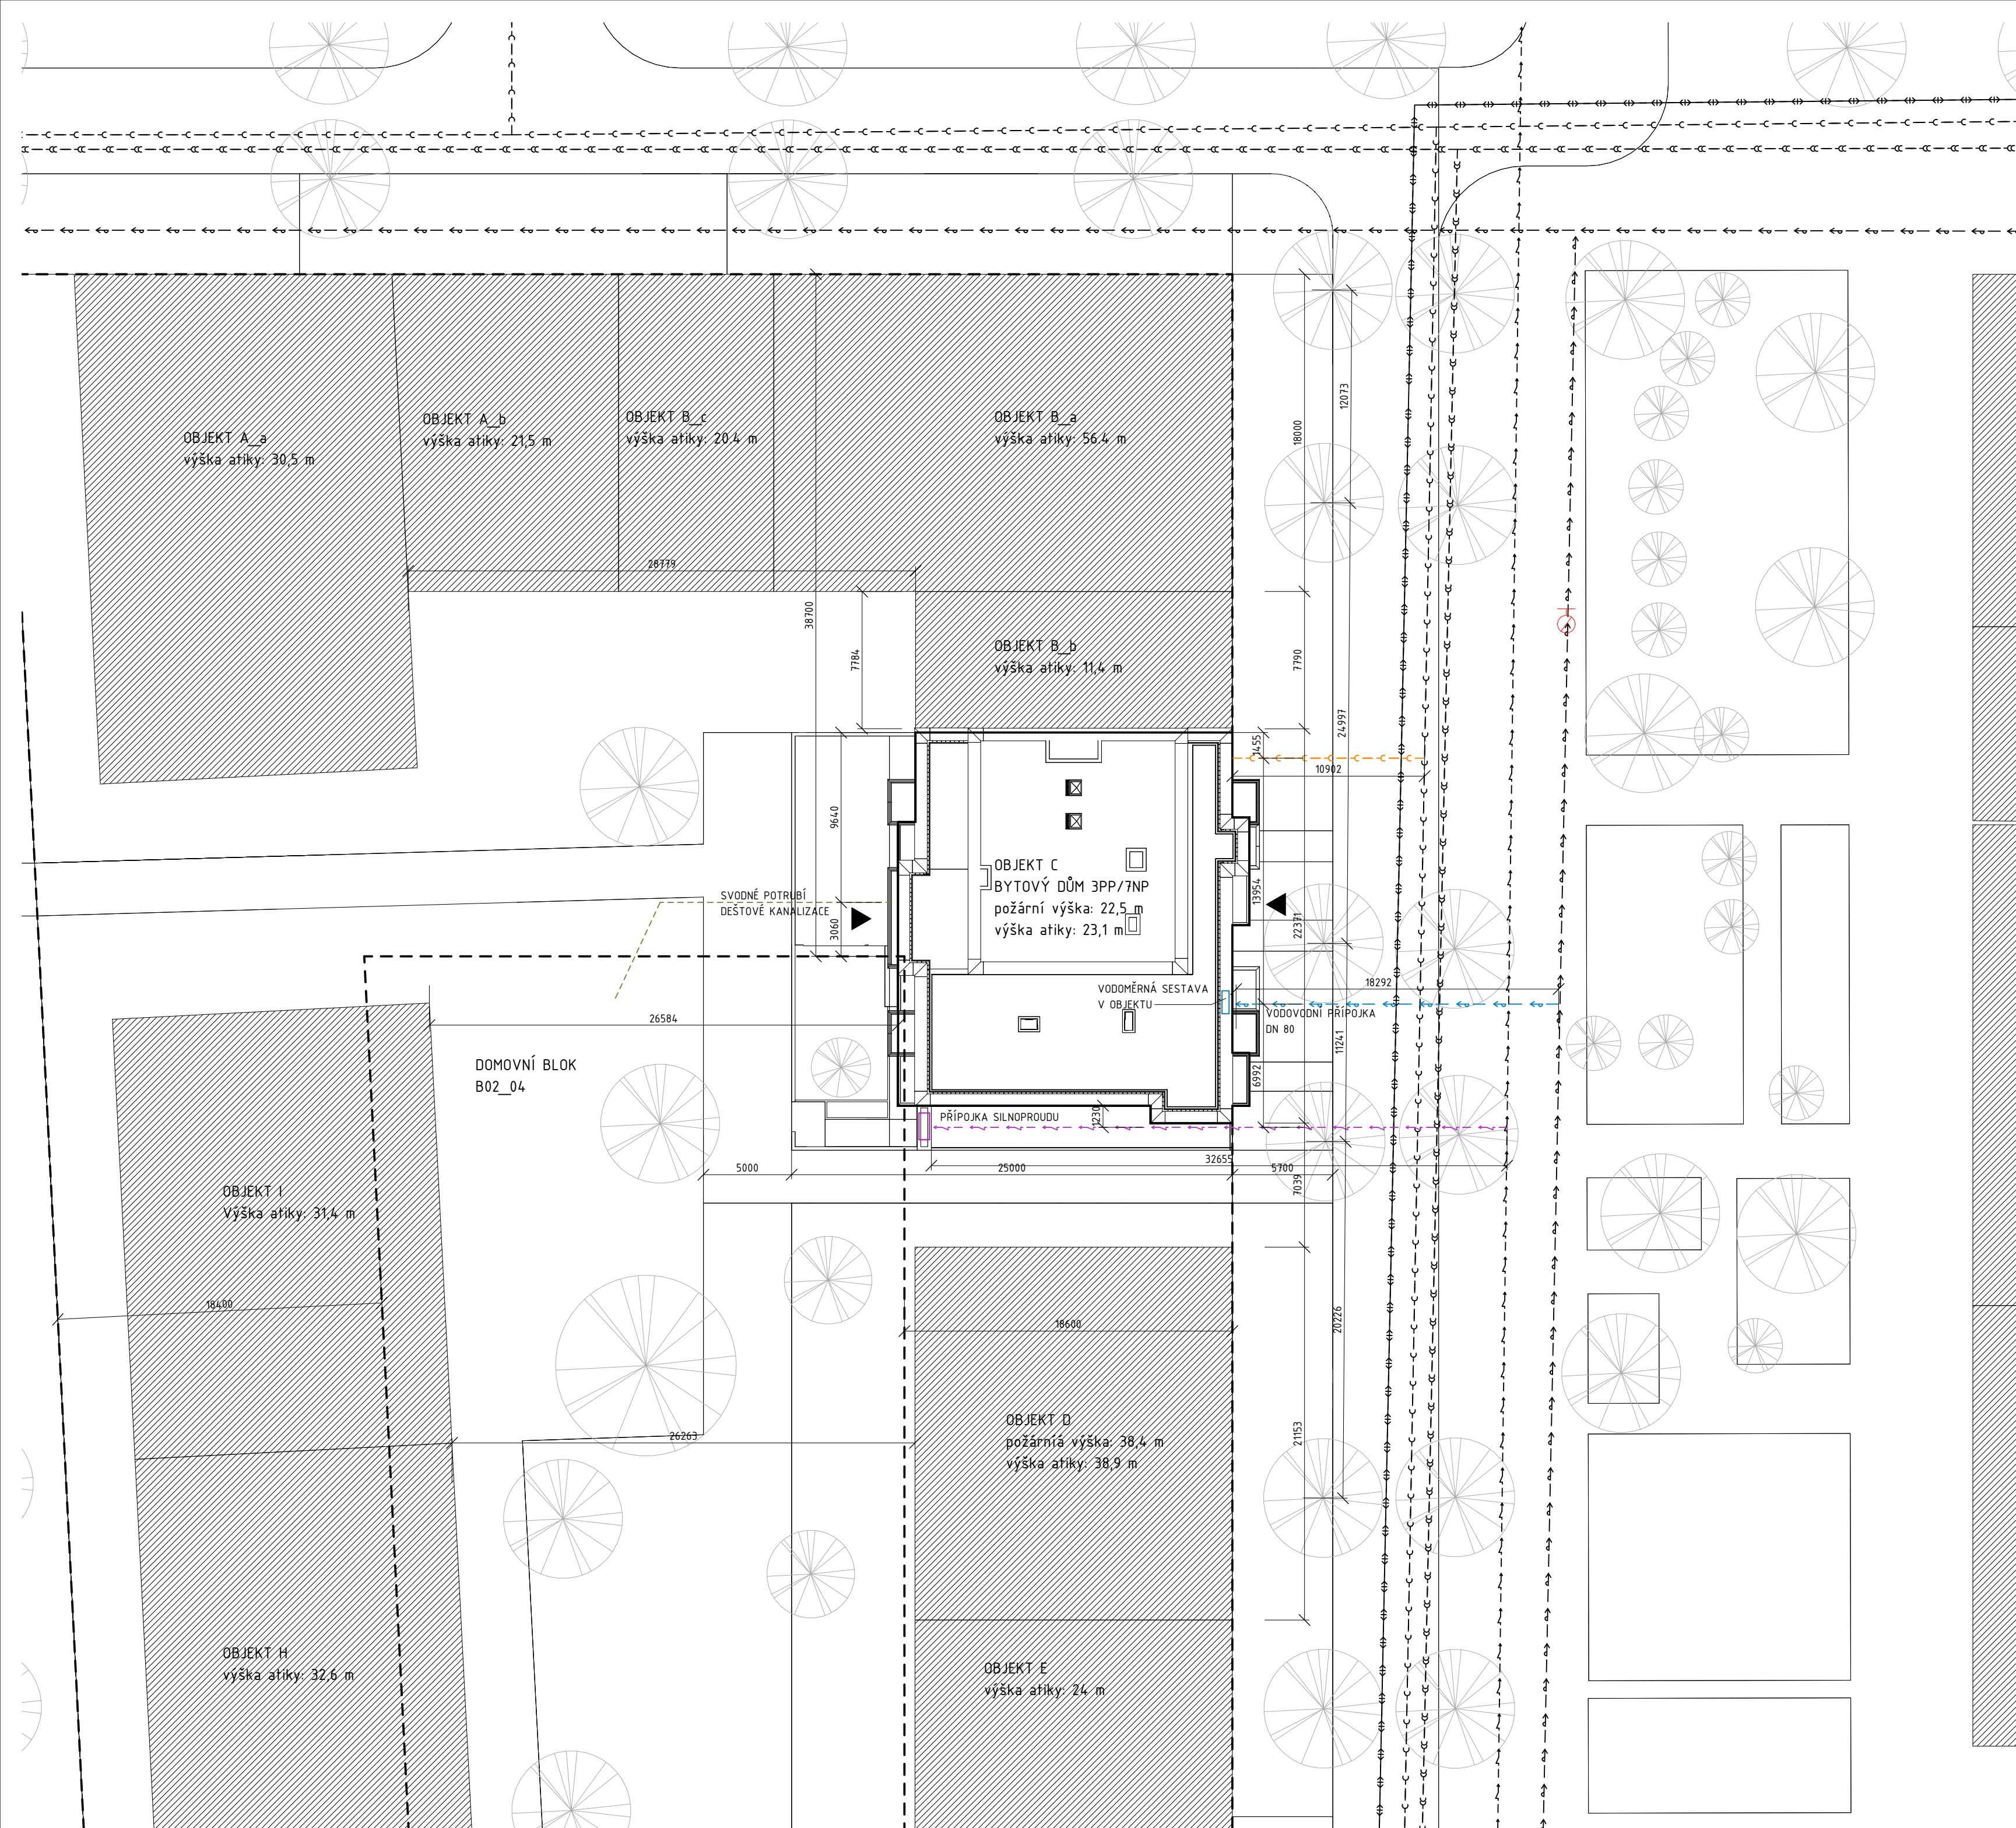 OBJEKT A_a
výška atiky: 30,5 m
OBJEKT A_b
výška atiky: 21,5 m
OBJEKT B_c
výška atiky: 20.4 m
OBJEKT B_a
výška atiky: 56.4 m
12073
18000
28779
38700
7784
OBJEKT B_b
výška atiky: 11,4 m
7790
24997
1455
10902
9640
OBJEKT C
BYTOVÝ DŮM 3PP/7NP
požární výška: 22,5 m
výška atiky: 23,1 m
SVODNÉ POTRUBÍ
DEŠŤOVÉ KANALIZACE
3060
13954
22371
VODOMĚRNÁ SESTAVA
V OBJEKTU
18292
VODOVODNÍ PŘÍPOJKA
DN 80
26584
11241
6992
DOMOVNÍ BLOK
B02_04
PŘÍPOJKA SILNOPROUDU
1230
5000
25000
32655
5700
7039
OBJEKT I
Výška atiky: 31,4 m
18400
18600
20226
26263
OBJEKT D
požárníá výška: 38,4 m
výška atiky: 38,9 m
21153
OBJEKT H
výška atiky: 32,6 m
OBJEKT E
výška atiky: 24 m